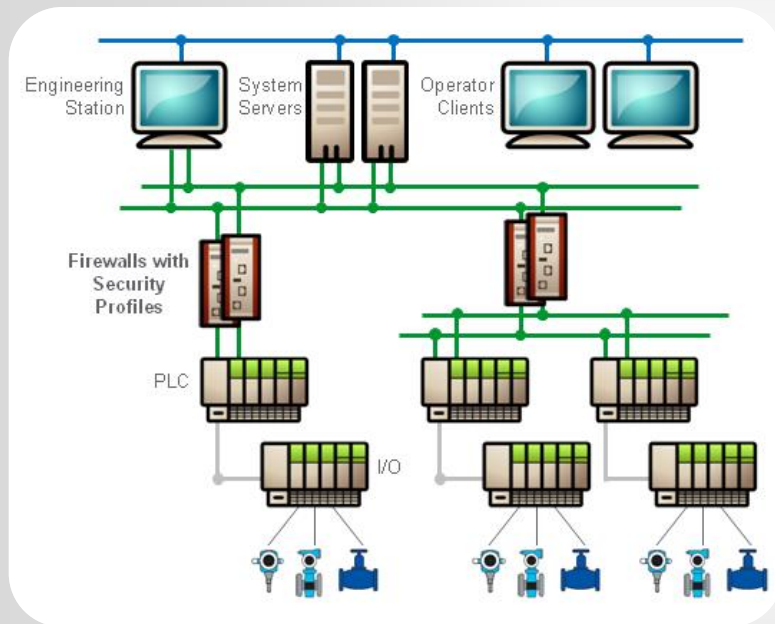 Engineering
Station
System
Servers
Operator
Clients
Firewalls with
Security
Profiles
PLC
I/O